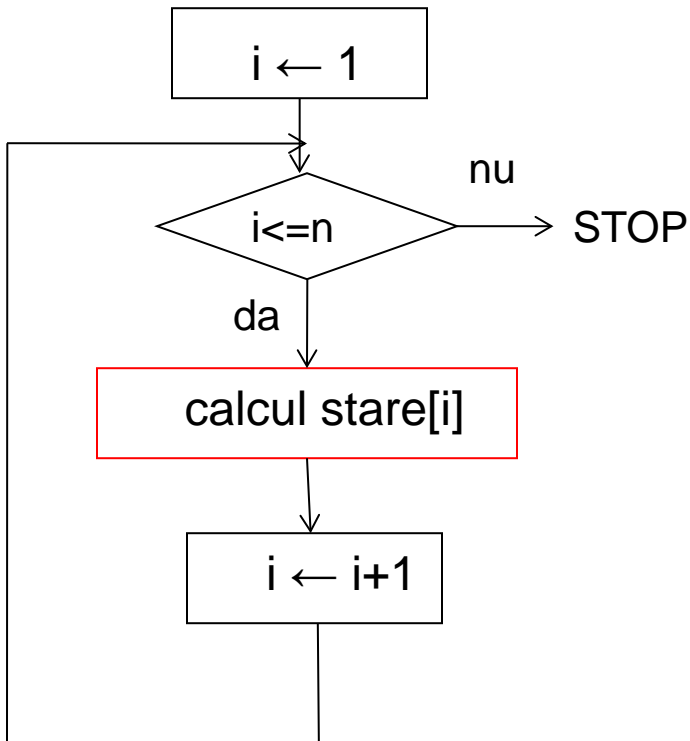 i ← 1
nu
i<=n
STOP
da
calcul stare[i]
i ← i+1